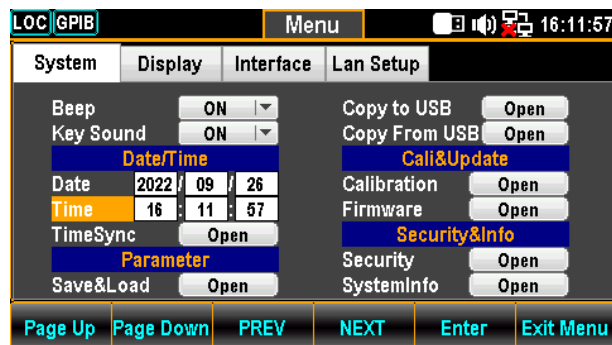 LOC GPIB Menu 16:11:57
System Display Interface Lan Setup
Beep ON Copy to USB Open
Key Sound ON Copy From USB Open
Date/Time Cali&Update
Date 2022 / 09 / 26 Calibration Open
Time 16 : 11 : 57 Firmware Open
TimeSync Open Security&Info
Parameter Security Open
Save&Load Open SystemInfo Open
Page Up Page Down PREV NEXT Enter Exit Menu